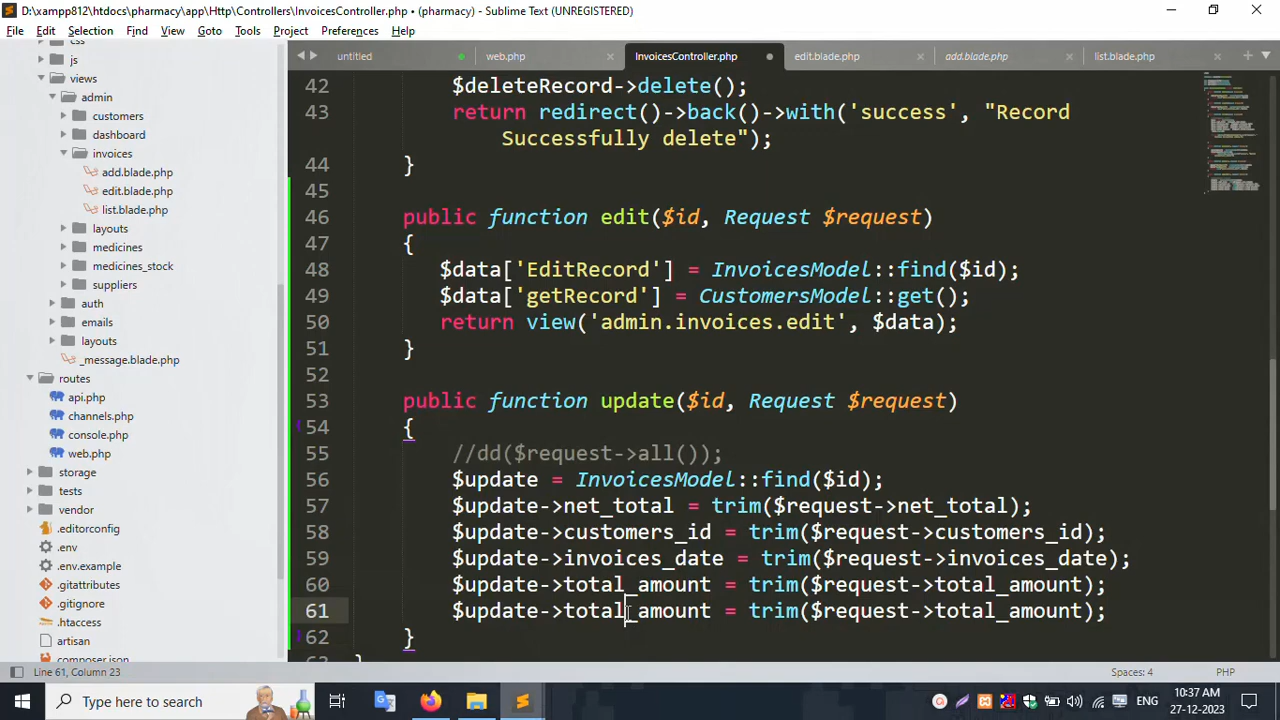 D:\xampp812\htdocs\pharmacy\app\Http\Controllers\InvoicesController.php • (pharmacy) - Sublime Text (UNREGISTERED)
File Edit Selection Find View Goto Tools Project Preferences Help
css
js
views
admin
customers
dashboard
invoices
add.blade.php
edit.blade.php
list.blade.php
layouts
medicines
medicines_stock
suppliers
auth
emails
layouts
_message.blade.php
routes
api.php
channels.php
console.php
web.php
storage
tests
vendor
.editorconfig
.env
.env.example
.gitattributes
.gitignore
.htaccess
artisan
composer.json
untitled web.php InvoicesController.php edit.blade.php add.blade.php list.blade.php
42 $deleteRecord->delete();
43 return redirect()->back()->with('success', "Record
Successfully delete");
44 }
45
46 public function edit($id, Request $request)
47 {
48 $data['EditRecord'] = InvoicesModel::find($id);
49 $data['getRecord'] = CustomersModel::get();
50 return view('admin.invoices.edit', $data);
51 }
52
53 public function update($id, Request $request)
54 {
55 //dd($request->all());
56 $update = InvoicesModel::find($id);
57 $update->net_total = trim($request->net_total);
58 $update->customers_id = trim($request->customers_id);
59 $update->invoices_date = trim($request->invoices_date);
60 $update->total_amount = trim($request->total_amount);
61 $update->total_amount = trim($request->total_amount);
62 }
63 }
Line 61, Column 23 Spaces: 4 PHP
Type here to search
ENG
10:37 AM
27-12-2023